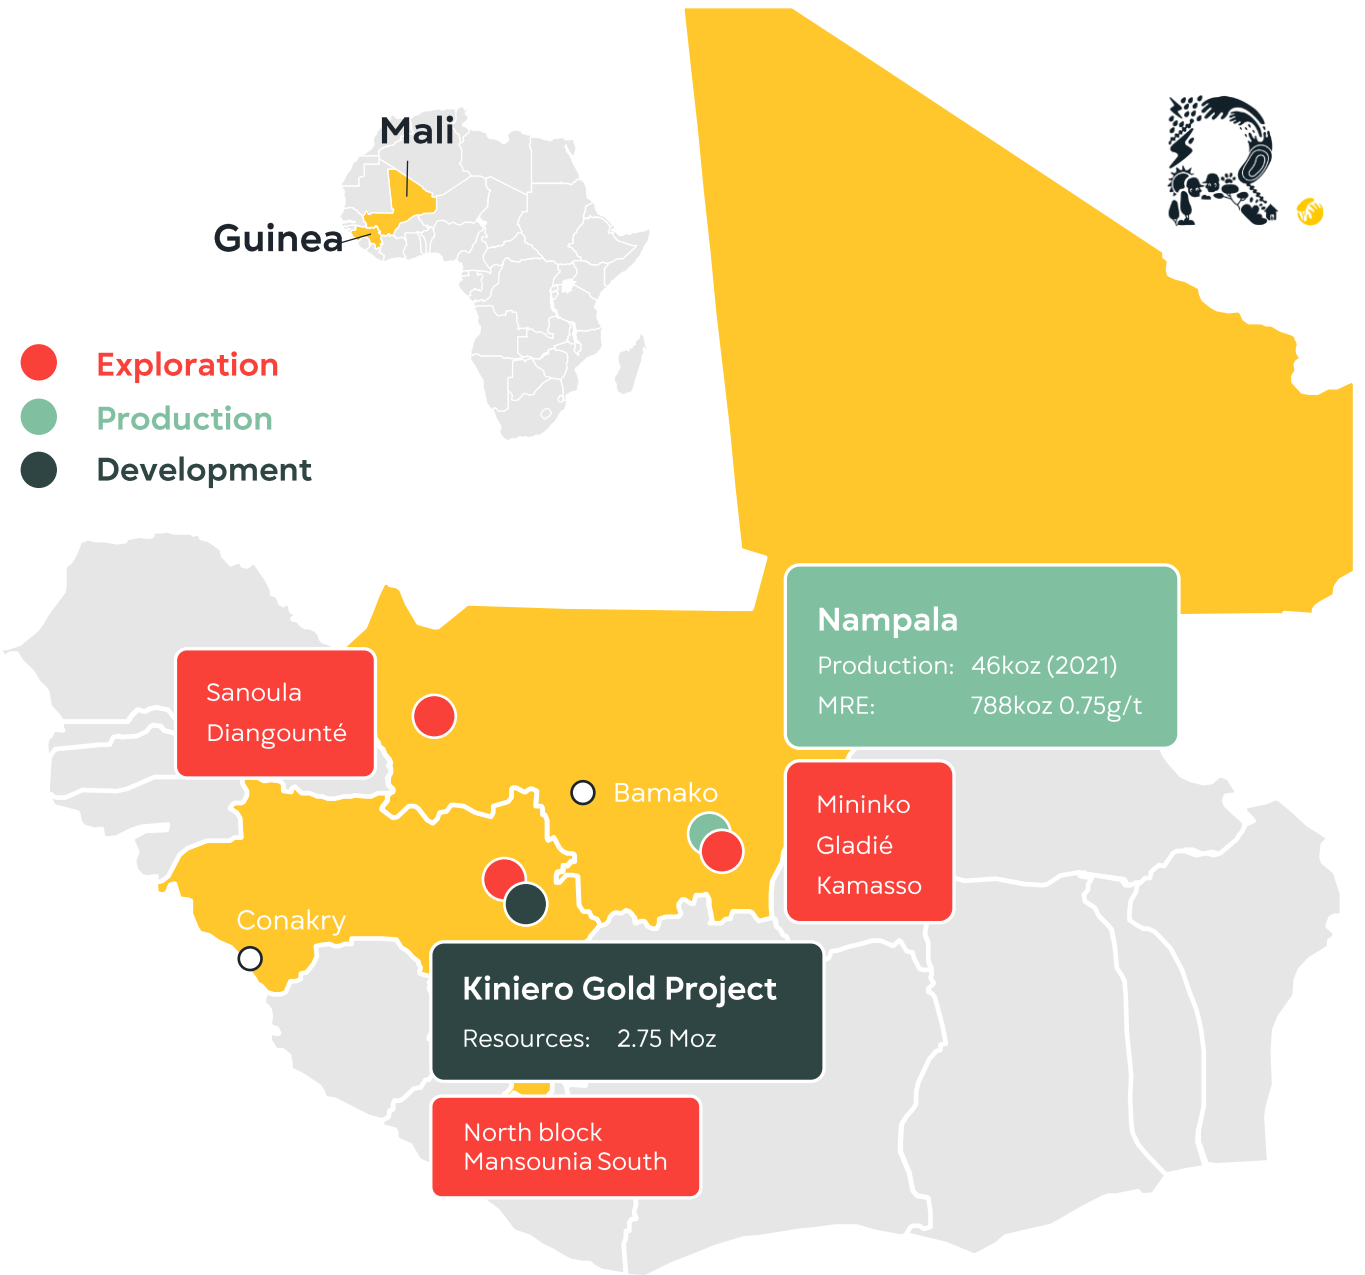 Mali
Guinea
Exploration
Production
Development
Nampala
Production: 46koz (2021)
MRE: 788koz 0.75g/t
Sanoula
Diangounté
Bamako
Mininko
Gladié
Kamasso
Conakry
Kiniero Gold Project
Resources: 2.75 Moz
North block
Mansounia South
R.